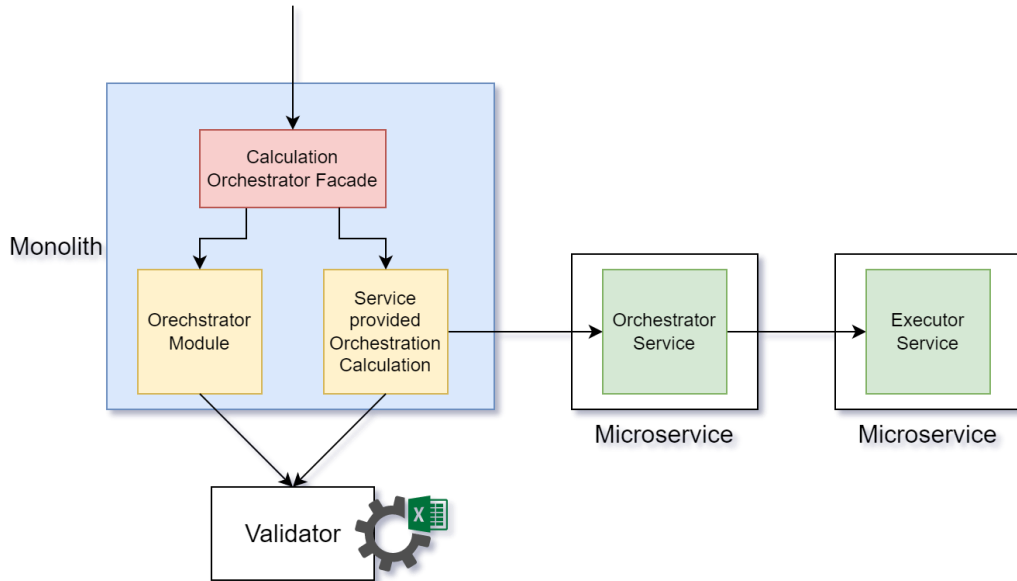 Calculation
Orchestrator Facade
Monolith
Orechstrator
Module
Service
provided
Orchestration
Calculation
Orchestrator
Service
Executor
Service
Microservice
Microservice
Validator
X